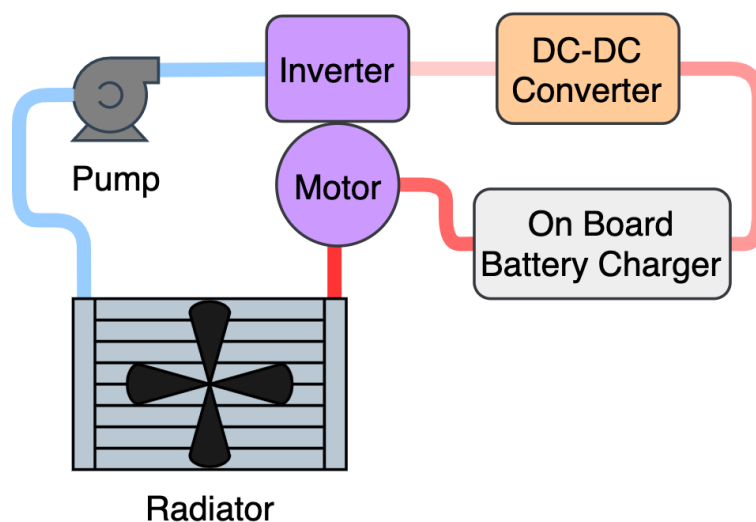 Inverter
DC-DC
Converter
Pump
Motor
On Board
Battery Charger
Radiator